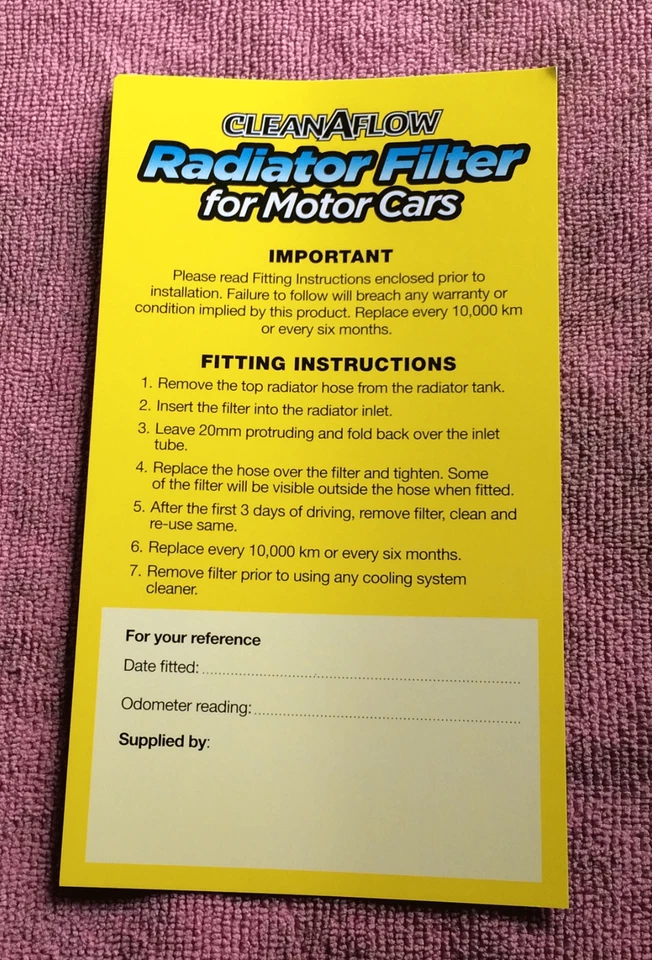 CLEANAFLOW
Radiator Filter
for Motor Cars
IMPORTANT
Please read Fitting Instructions enclosed prior to
installation. Failure to follow will breach any warranty or
condition implied by this product. Replace every 10,000 km
or every six months.
FITTING INSTRUCTIONS
1. Remove the top radiator hose from the radiator tank.
2. Insert the filter into the radiator inlet.
3. Leave 20mm protruding and fold back over the inlet
tube.
4. Replace the hose over the filter and tighten. Some
of the filter will be visible outside the hose when fitted.
5. After the first 3 days of driving, remove filter, clean and
re-use same.
6. Replace every 10,000 km or every six months.
7. Remove filter prior to using any cooling system
cleaner.
For your reference
Date fitted:
Odometer reading:
Supplied by: